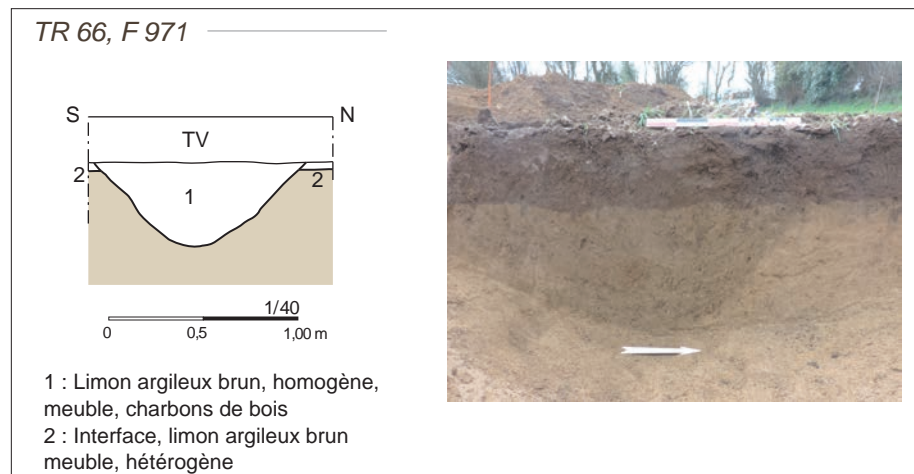 TR 66, F 971
S N
TV
2 2
1
1/40
0 0,5 1,00 m
1 : Limon argileux brun, homogène,
meuble, charbons de bois
2 : Interface, limon argileux brun
meuble, hétérogène